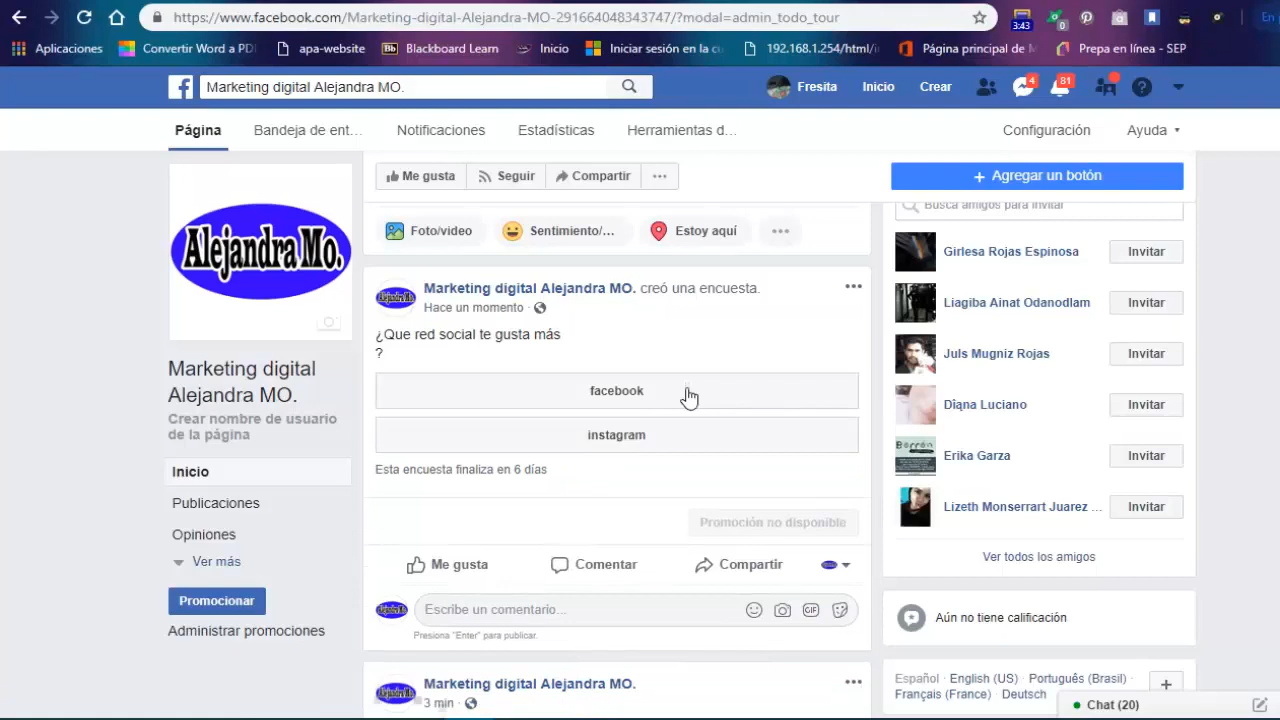 https://www.facebook.com/Marketing-digital-Alejandra-MO-291664048343747/?modal=admin_todo_tour
0
3:43
En
Aplicaciones
Convertir Word a PD
apa-website
Bb
Blackboard Learn
Inicio
Iniciar sesión en la cu
192.168.1.254/html/i
Página principal de M
Prepa en línea - SEP
Marketing digital Alejandra MO.
Fresita
Inicio
Crear
4
81
Página
Bandeja de ent...
Notificaciones
Estadísticas
Herramientas d...
Configuración
Ayuda
Alejandra Mo.
Marketing digital
Alejandra MO.
Crear nombre de usuario
de la página
Inicio
Publicaciones
Opiniones
Ver más
Promocionar
Administrar promociones
Me gusta
Seguir
Compartir
...
+ Agregar un botón
Foto/video
Sentimiento/...
Estoy aquí
Marketing digital Alejandra MO. creó una encuesta.
Hace un momento ·
¿Que red social te gusta más
?
facebook
instagram
Esta encuesta finaliza en 6 días
Promoción no disponible
Me gusta
Comentar
Compartir
Escribe un comentario...
GIF
Presiona "Enter" para publicar.
Marketing digital Alejandra MO.
3 min ·
Busca amigos para invitar
Girlesa Rojas Espinosa
Invitar
Liagiba Ainat Odanodlam
Invitar
Juls Mugniz Rojas
Invitar
Dîąna Luciano
Invitar
Erika Garza
Invitar
Lizeth Monserrart Juarez ...
Invitar
Ver todos los amigos
Aún no tiene calificación
Español · English (US) · Português (Brasil) ·
Français (France) · Deutsch
+
Chat (20)